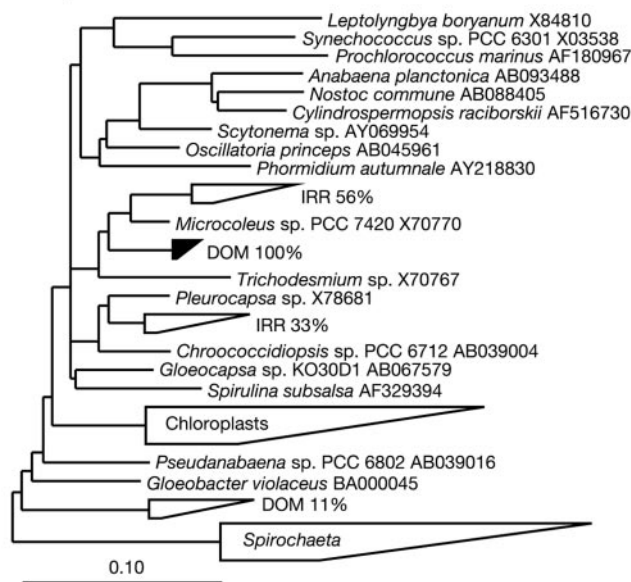 Leptolyngbya boryanum X84810
Synechococcus sp. PCC 6301 X03538
Prochlorococcus marinus AF180967
Anabaena planctonica AB093488
Nostoc commune AB088405
Cylindrospermopsis raciborskii AF516730
Scytonema sp. AY069954
Oscillatoria princeps AB045961
Phormidium autumnale AY218830
IRR 56%
Microcoleus sp. PCC 7420 X70770
DOM 100%
Trichodesmium sp. X70767
Pleurocapsa sp. X78681
IRR 33%
Chroococcidiopsis sp. PCC 6712 AB039004
Gloeocapsa sp. KO30D1 AB067579
Spirulina subsalsa AF329394
Chloroplasts
Pseudanabaena sp. PCC 6802 AB039016
Gloeobacter violaceus BA000045
DOM 11%
Spirochaeta
0.10